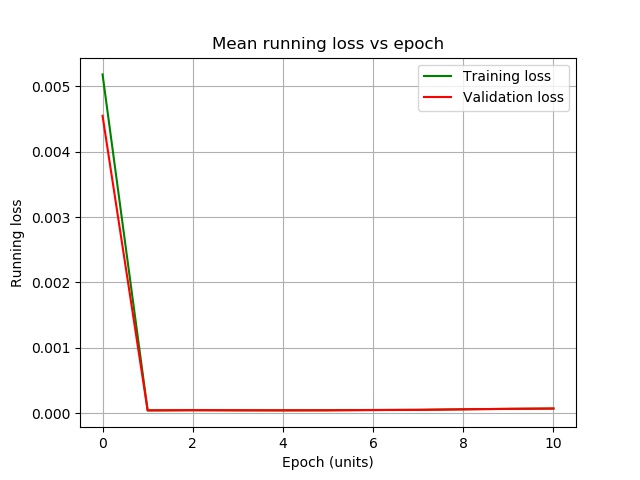 Mean running loss vs epoch
Training loss
Validation loss
0.005
0.004
0.003
0.002
0.001
0.000
Running loss
0 2 4 6 8 10
Epoch (units)